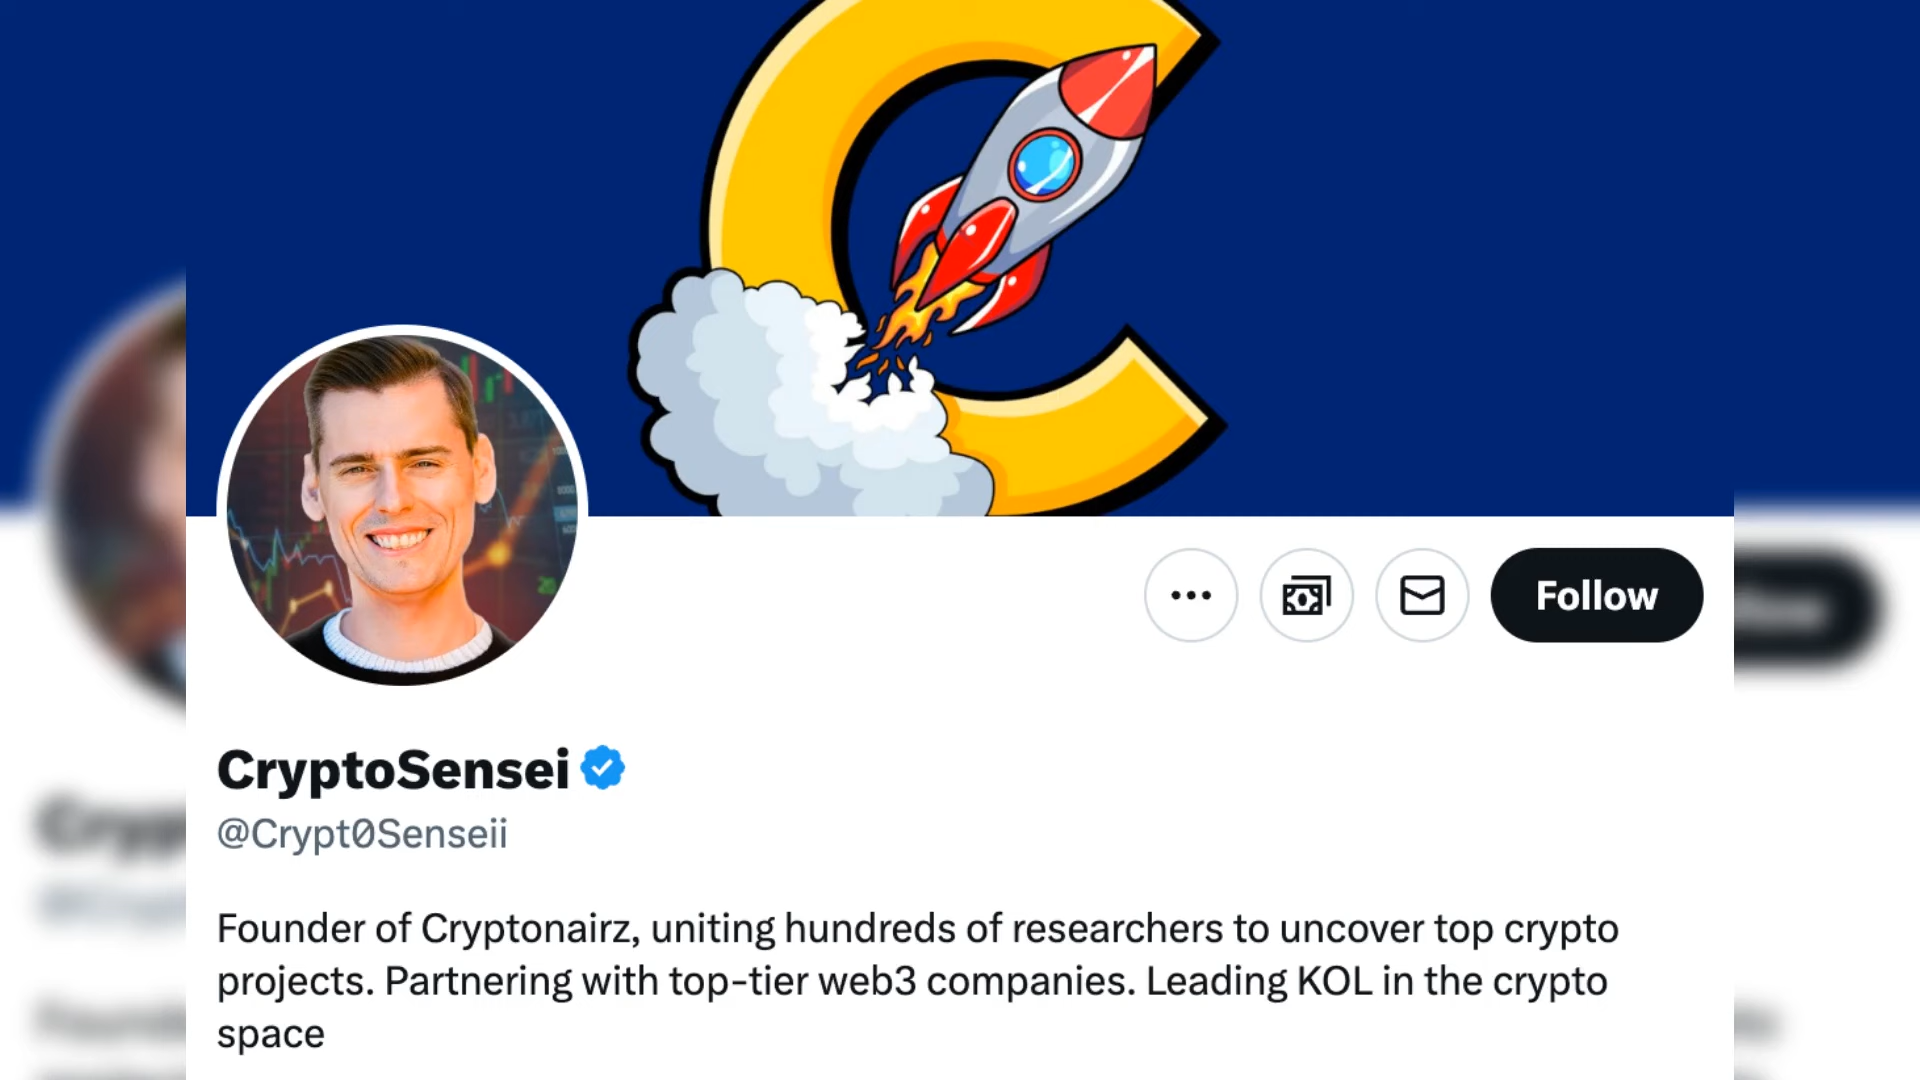 Follow
CryptoSensei
@Crypt0Senseii
Founder of Cryptonairz, uniting hundreds of researchers to uncover top crypto
projects. Partnering with top-tier web3 companies. Leading KOL in the crypto
space